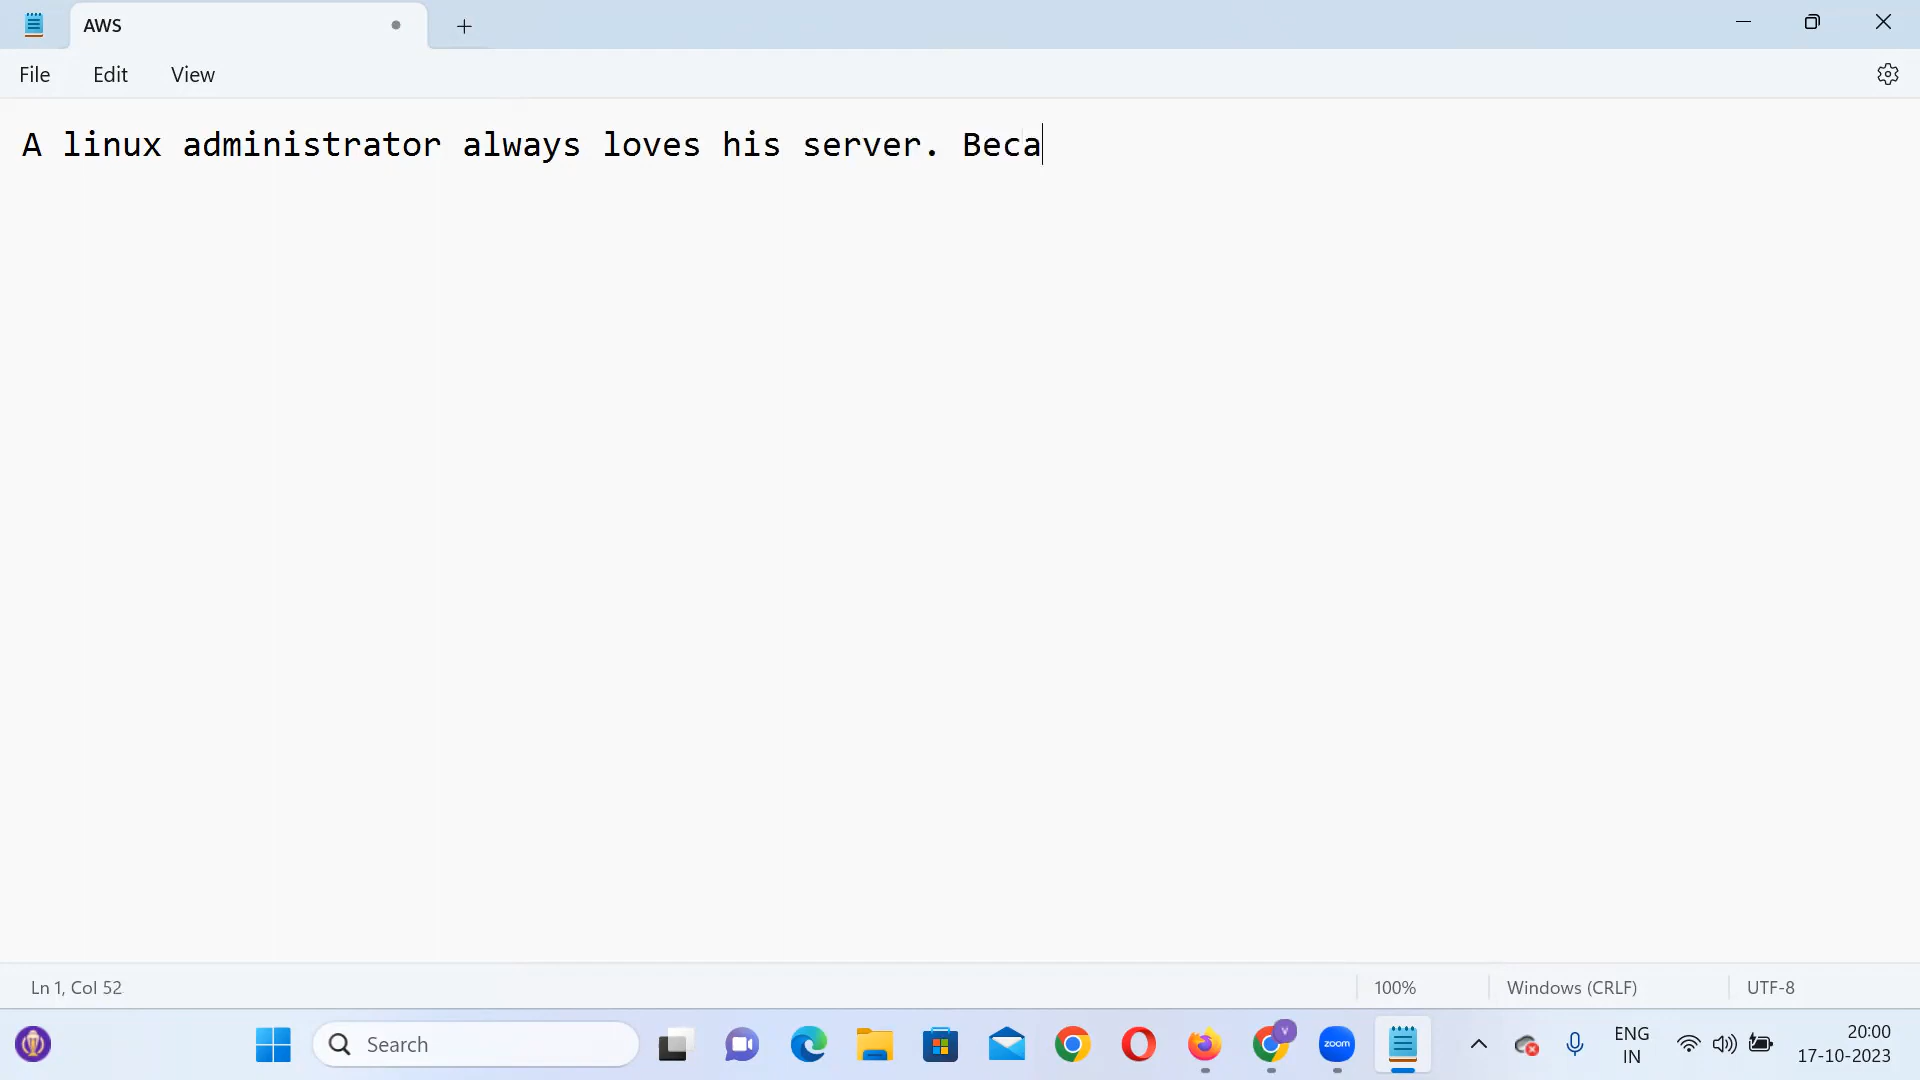 AWS
File Edit View
A linux administrator always loves his server. Beca
Ln 1, Col 52 100% Windows (CRLF) UTF-8
Search zoom V ENG 20:00
IN 17-10-2023